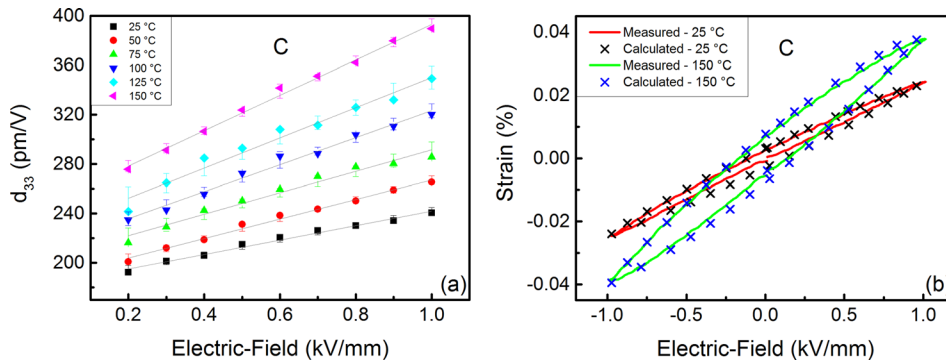 C
25 °C
50 °C
75 °C
100 °C
125 °C
150 °C
400
360
320
280
240
200
d33 (pm/V)
0.2 0.4 0.6 0.8 1.0
Electric-Field (kV/mm)
(a)
C
Measured - 25 °C
Calculated - 25 °C
Measured - 150 °C
Calculated - 150 °C
0.04
0.02
0.00
-0.02
-0.04
Strain (%)
-1.0 -0.5 0.0 0.5 1.0
Electric-Field (kV/mm)
(b)